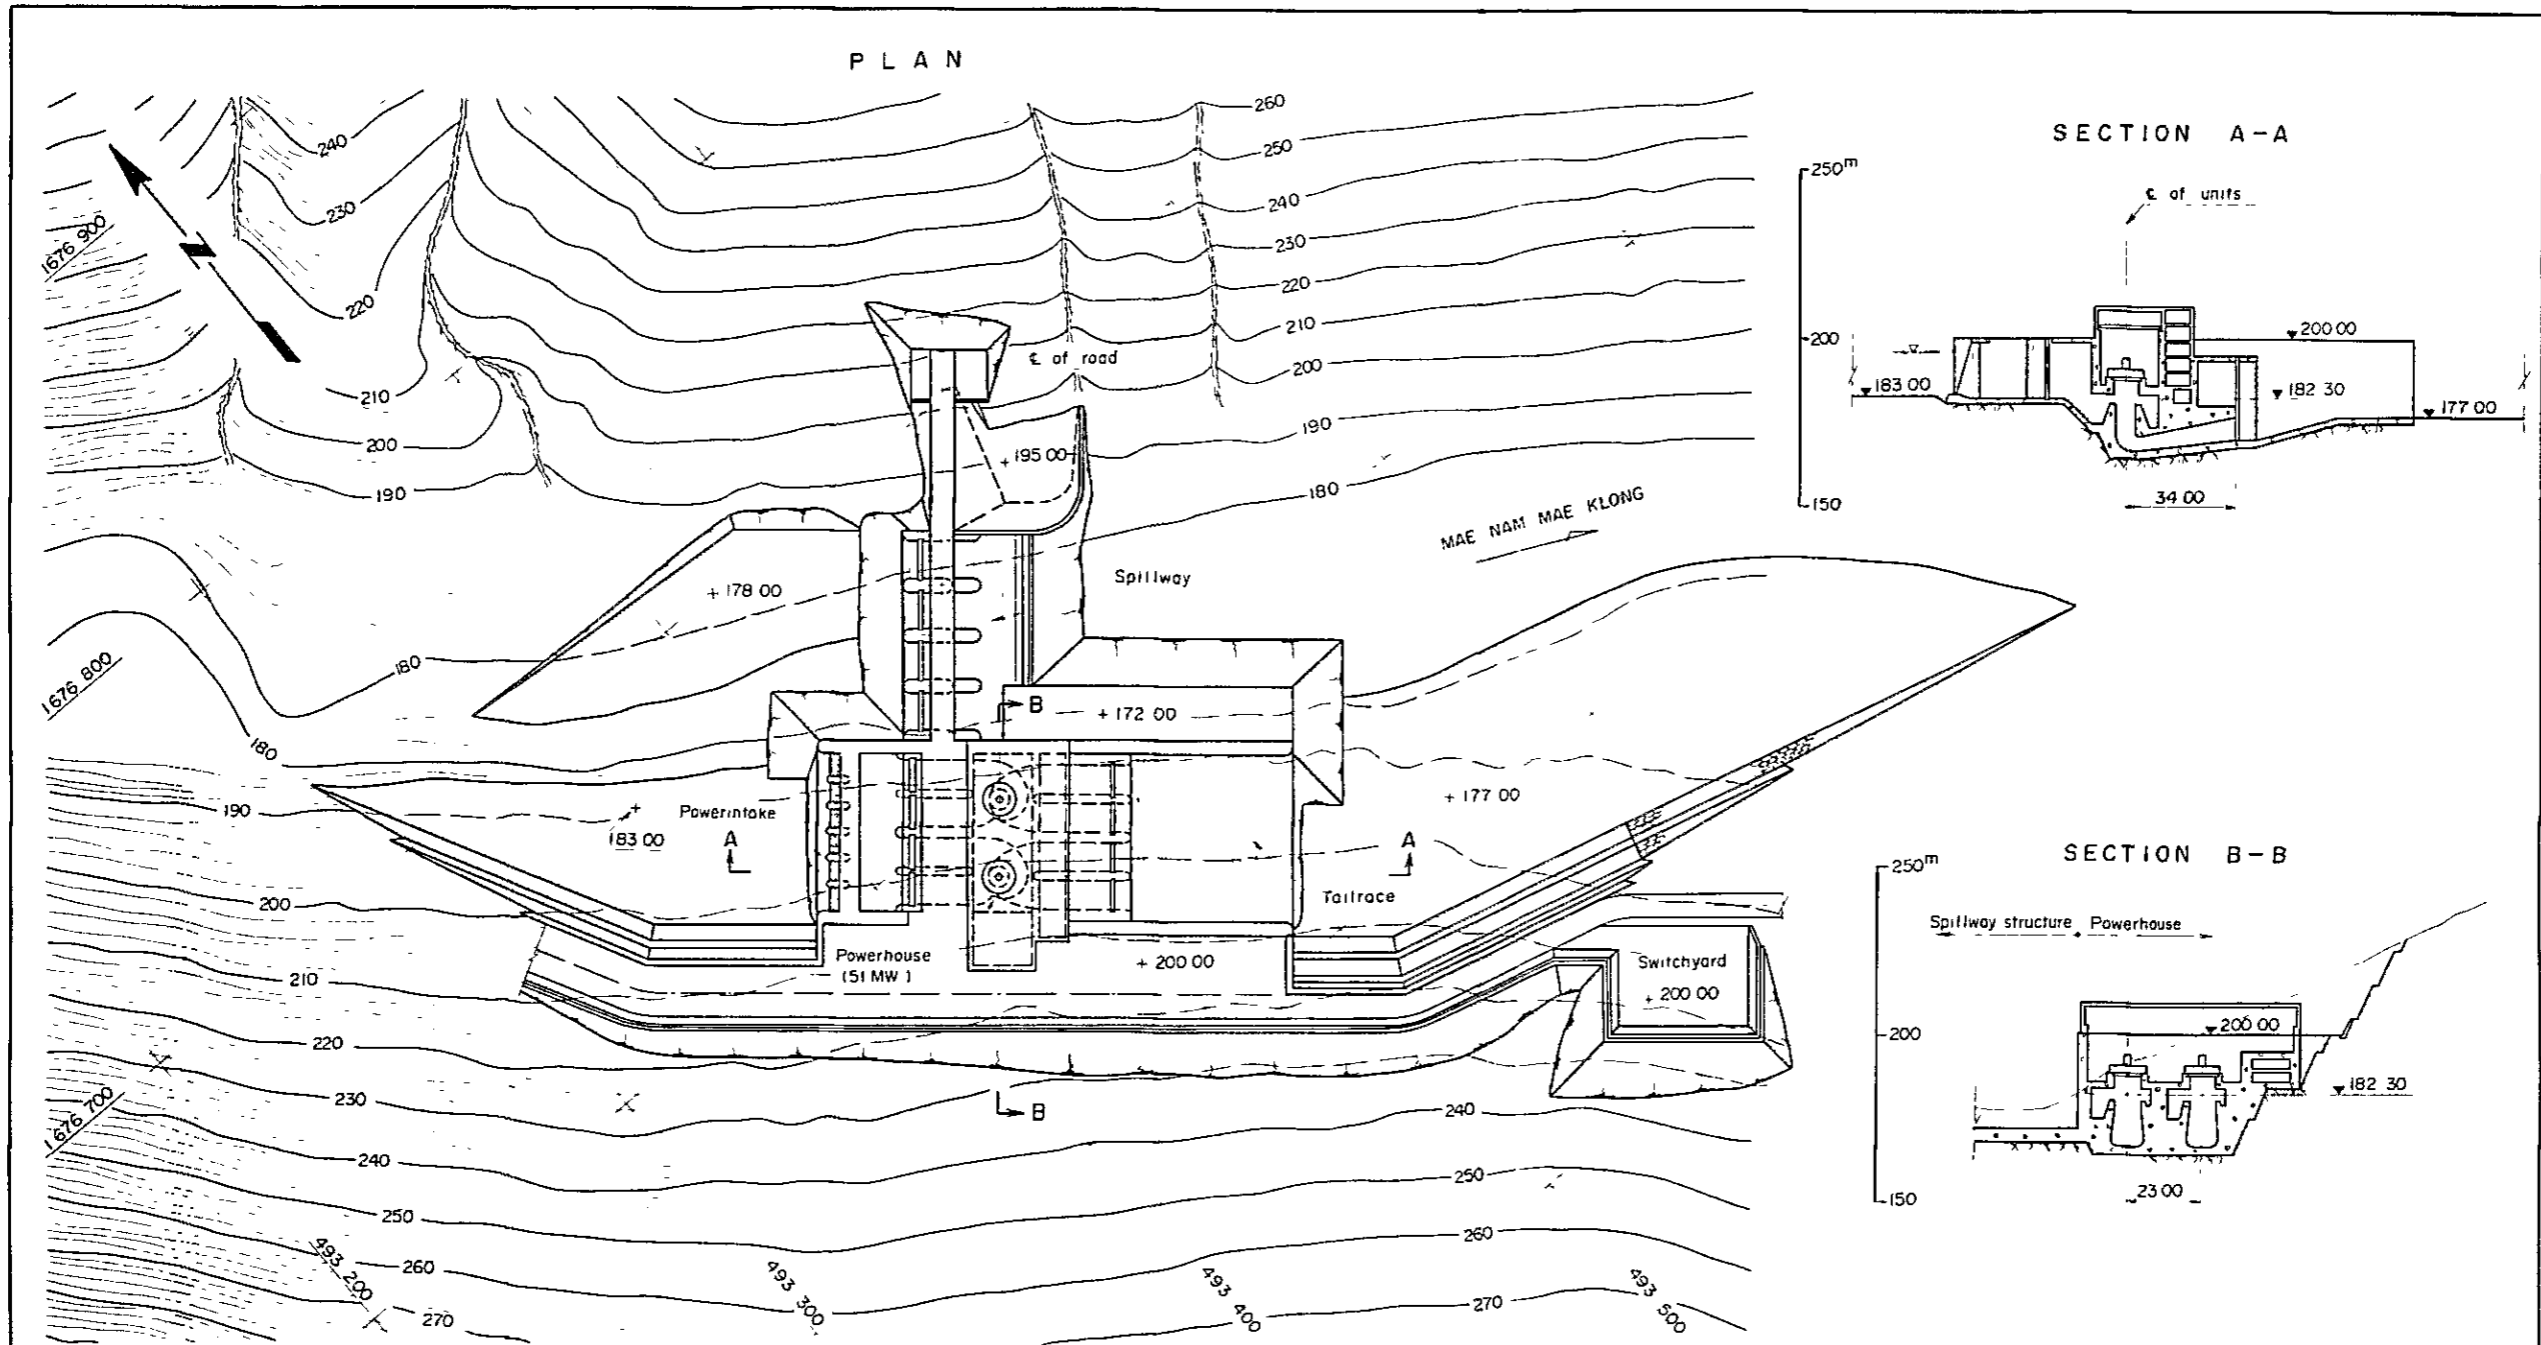 PLAN
260
250
240
230
220
210
200
190
180
240
230
220
210
200
190
180
180
1676 900
1676 800
1676 700
N
℄ of road
+ 195 00
+ 178 00
Spillway
MAE NAM MAE KLONG
B
+ 172 00
190
+
183 00
Powerintake
A
A
+ 177 00
Tailrace
200
210
220
230
240
250
260
270
Powerhouse
(51 MW)
+ 200 00
Switchyard
+ 200 00
B
240
250
260
270
493 200
493 300
493 400
493 500
SECTION A-A
250m
200
150
℄ of units
200 00
183 00
182 30
177 00
34 00
SECTION B-B
250m
200
150
Spillway structure Powerhouse
200 00
182 30
23 00